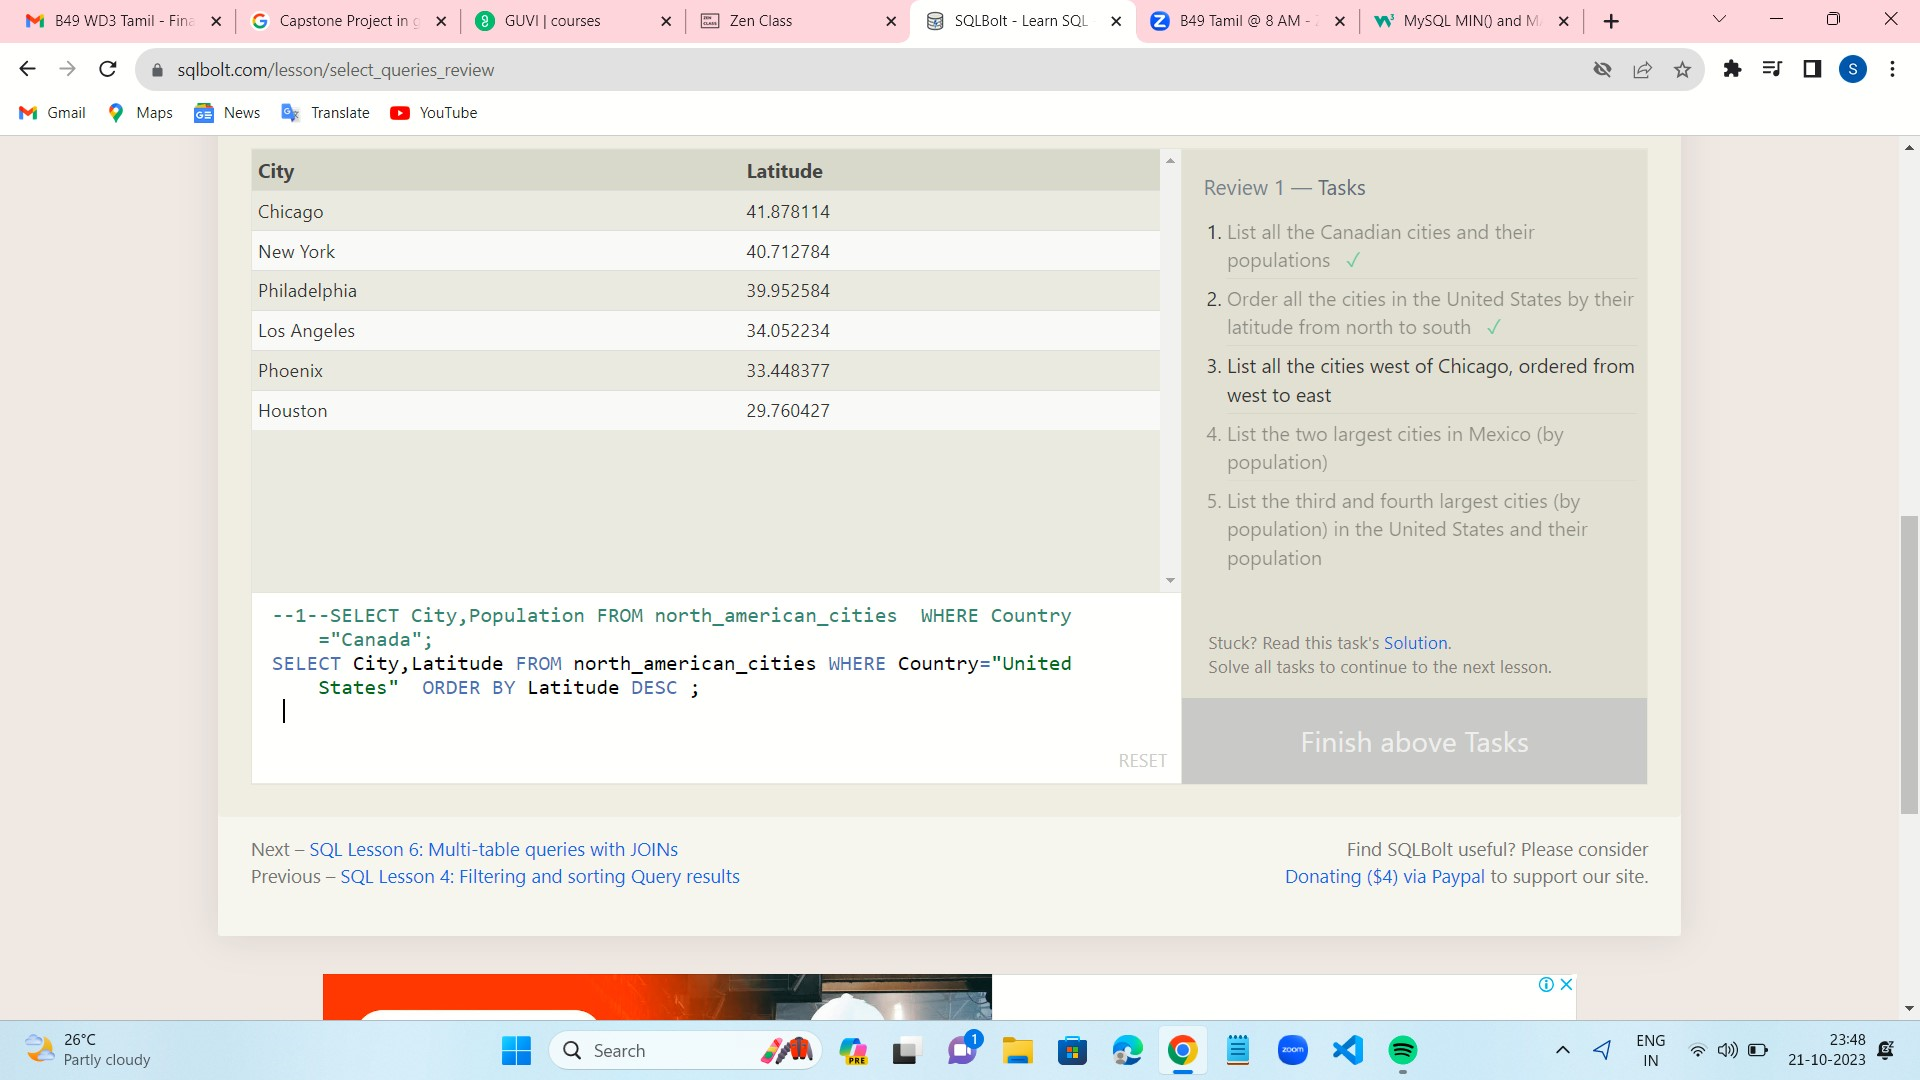 B49 WD3 Tamil - Fina
Capstone Project in g
GUVI | courses
Zen Class
SQLBolt - Learn SQL
B49 Tamil @ 8 AM - Z
MySQL MIN() and MA
sqlbolt.com/lesson/select_queries_review
S
Gmail
Maps
News
Translate
YouTube
City Latitude
Chicago 41.878114
New York 40.712784
Philadelphia 39.952584
Los Angeles 34.052234
Phoenix 33.448377
Houston 29.760427
Review 1 — Tasks
1. List all the Canadian cities and their
populations ✓
2. Order all the cities in the United States by their
latitude from north to south ✓
3. List all the cities west of Chicago, ordered from
west to east
4. List the two largest cities in Mexico (by
population)
5. List the third and fourth largest cities (by
population) in the United States and their
population
--1--SELECT City,Population FROM north_american_cities  WHERE Country
="Canada";
SELECT City,Latitude FROM north_american_cities WHERE Country="United
States"  ORDER BY Latitude DESC ;
RESET
Stuck? Read this task's Solution.
Solve all tasks to continue to the next lesson.
Finish above Tasks
Next – SQL Lesson 6: Multi-table queries with JOINs
Previous – SQL Lesson 4: Filtering and sorting Query results
Find SQLBolt useful? Please consider
Donating ($4) via Paypal to support our site.
26°C
Partly cloudy
Search
PRE
1
zoom
ENG
IN
23:48
21-10-2023